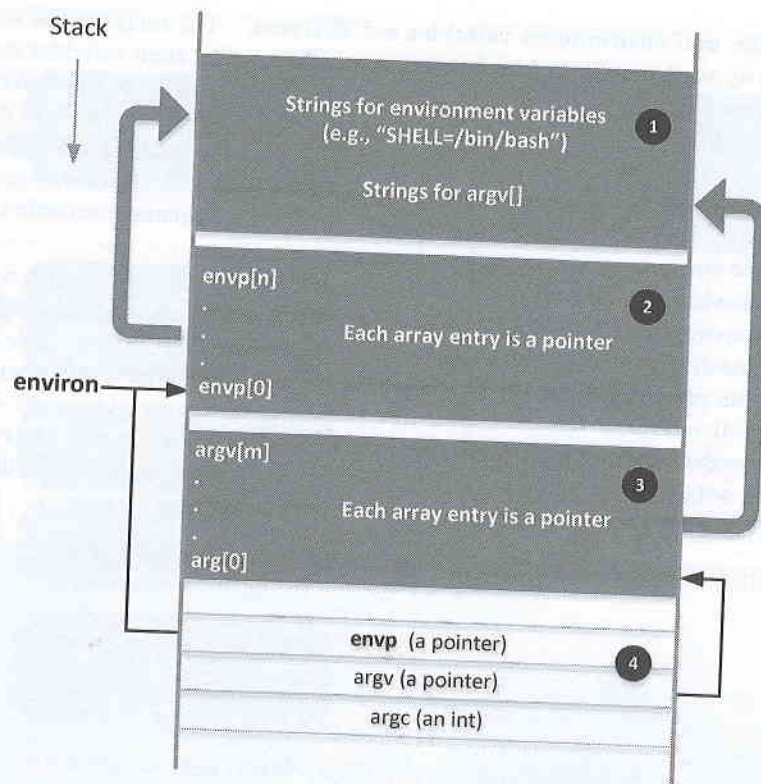 Stack
Strings for environment variables
(e.g., “SHELL=/bin/bash”)
1
Strings for argv[]
envp[n]
.
.
.
2
Each array entry is a pointer
environ
envp[0]
argv[m]
.
.
.
3
Each array entry is a pointer
arg[0]
envp (a pointer)
4
argv (a pointer)
argc (an int)